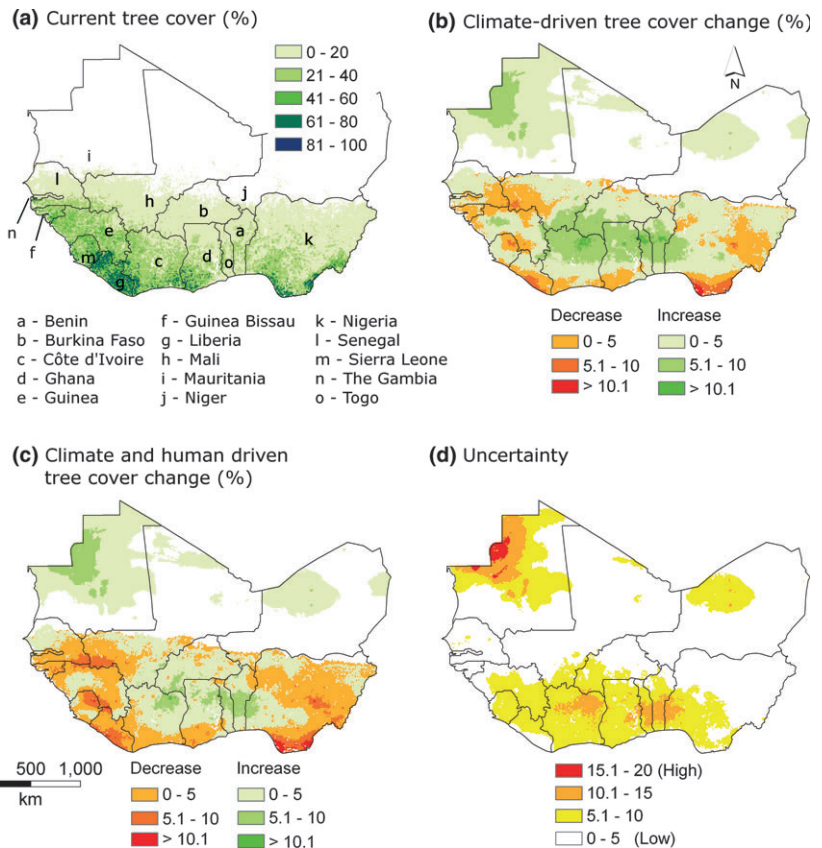 (a) Current tree cover (%)
0 - 20
21 - 40
41 - 60
61 - 80
81 - 100
i
l
j
h
b
n
a
e
k
f
c
d
m
o
g
a - Benin
b - Burkina Faso
c - Côte d'Ivoire
d - Ghana
e - Guinea
f - Guinea Bissau
g - Liberia
h - Mali
i - Mauritania
j - Niger
k - Nigeria
l - Senegal
m - Sierra Leone
n - The Gambia
o - Togo
(b) Climate-driven tree cover change (%)
N
Decrease
0 - 5
5.1 - 10
> 10.1
Increase
0 - 5
5.1 - 10
> 10.1
(c) Climate and human driven
tree cover change (%)
500 1,000
km
Decrease
0 - 5
5.1 - 10
> 10.1
Increase
0 - 5
5.1 - 10
> 10.1
(d) Uncertainty
15.1 - 20 (High)
10.1 - 15
5.1 - 10
0 - 5 (Low)